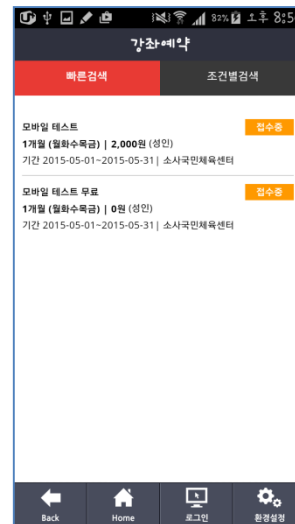 82% 오후 8:5
강좌예약
빠른검색 조건별검색
모바일 테스트 접수중
1개월 (월화수목금) | 2,000원 (성인)
기간 2015-05-01~2015-05-31| 소사국민체육센터
모바일 테스트 무료 접수중
1개월 (월화수목금) | 0원 (성인)
기간 2015-05-01~2015-05-31| 소사국민체육센터
Back Home 로그인 환경설정